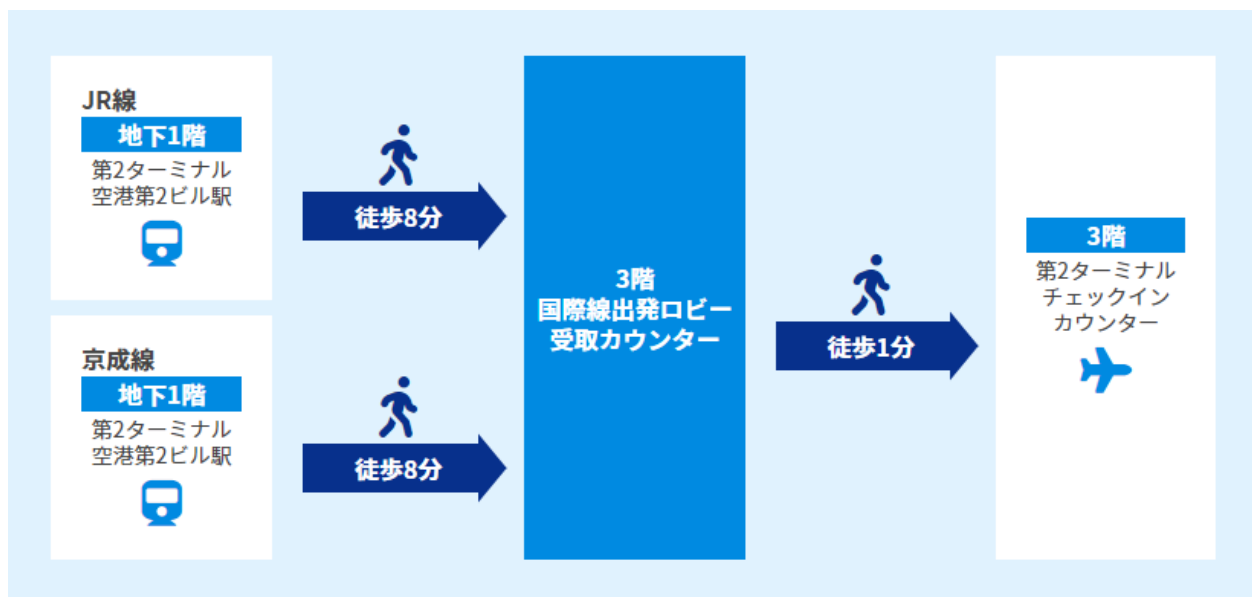 JR線
地下1階
第2ターミナル
空港第2ビル駅
徒歩8分
京成線
地下1階
第2ターミナル
空港第2ビル駅
徒歩8分
3階
国際線出発ロビー
受取カウンター
徒歩1分
3階
第2ターミナル
チェックイン
カウンター